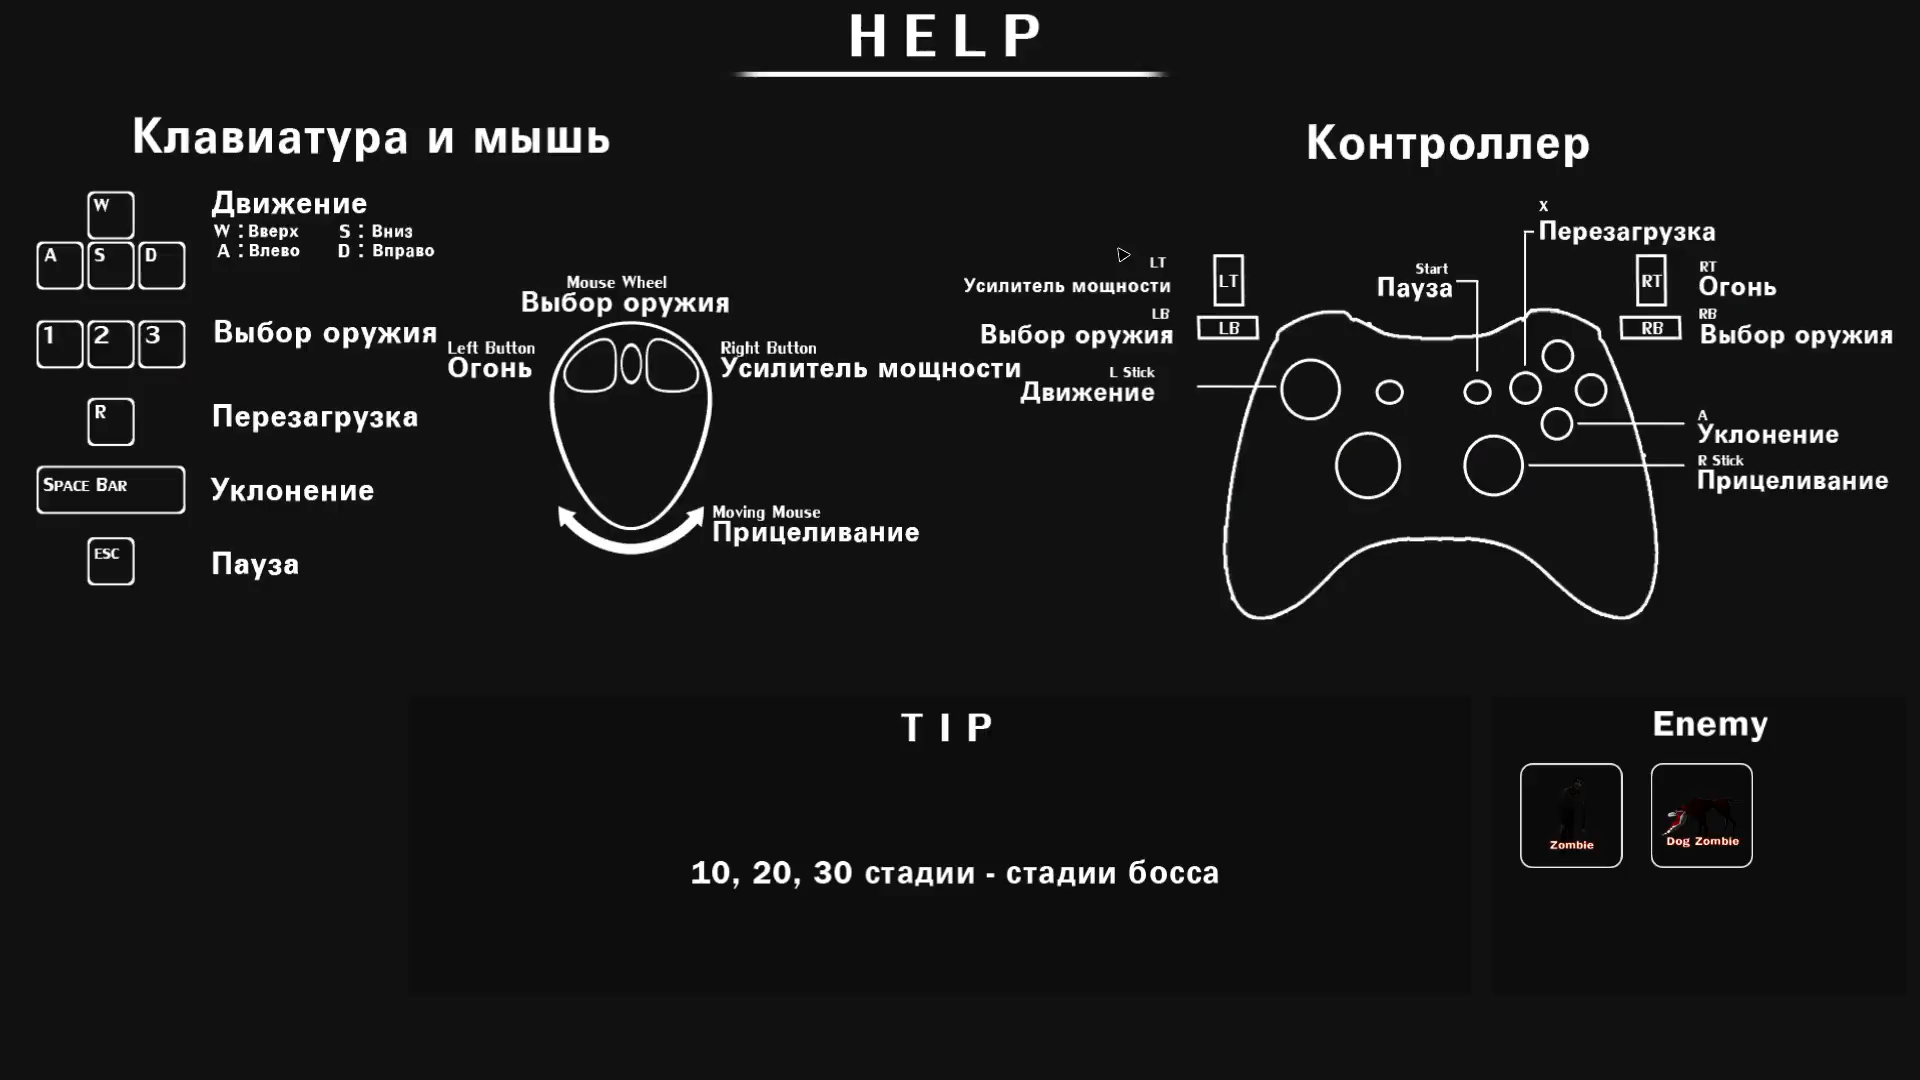 HELP
Клавиатура и мышь
W
A
S
D
Движение
W : Вверх S : Вниз
A : Влево D : Вправо
1
2
3
Выбор оружия
R
Перезагрузка
SPACE BAR
Уклонение
ESC
Пауза
Mouse Wheel
Выбор оружия
Left Button
Огонь
Right Button
Усилитель мощности
Moving Mouse
Прицеливание
Контроллер
LT
Усилитель мощности
LT
LB
Выбор оружия
LB
L Stick
Движение
Start
Пауза
X
Перезагрузка
RT
RT
Огонь
RB
RB
Выбор оружия
A
Уклонение
R Stick
Прицеливание
TIP
10, 20, 30 стадии - стадии босса
Enemy
Zombie
Dog Zombie